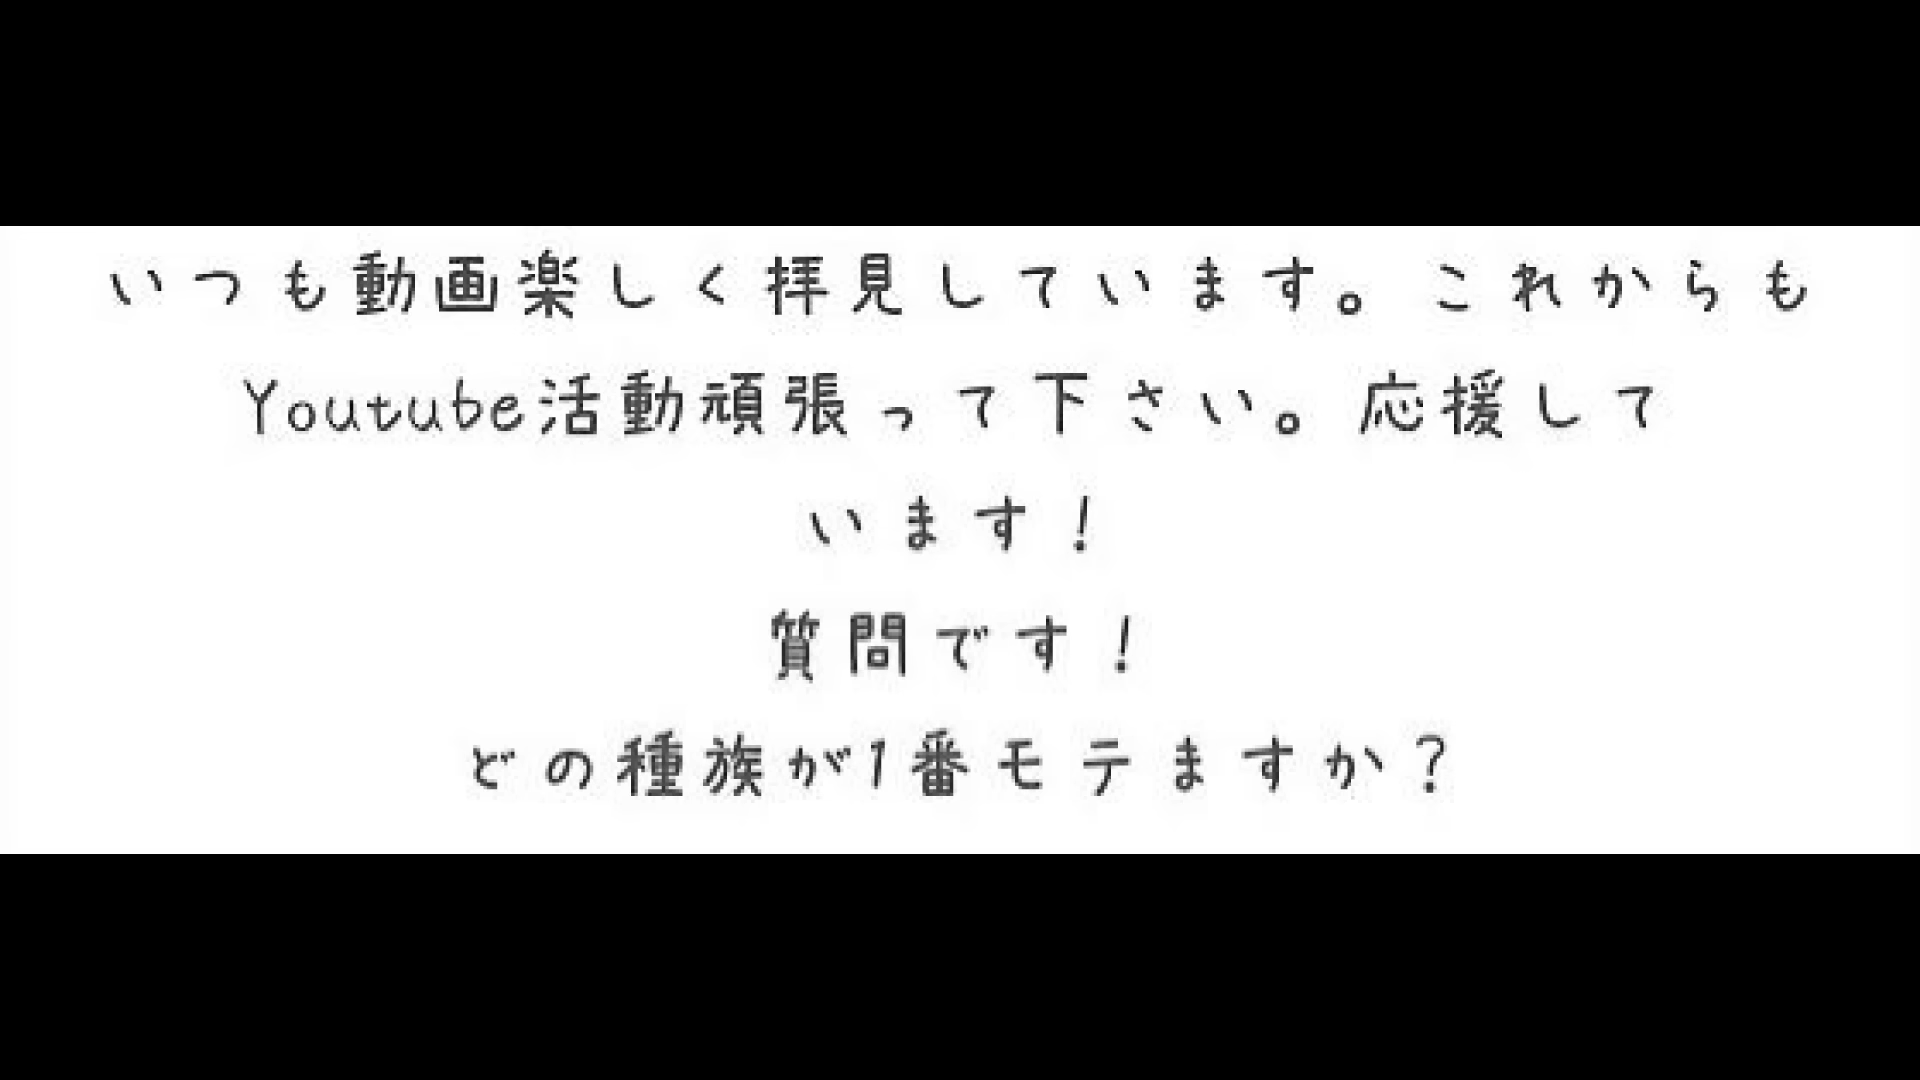 いつも動画楽しく拝見しています。これからも
Youtube活動頑張って下さい。応援して
います！
質問です！
どの種族が1番モテますか？